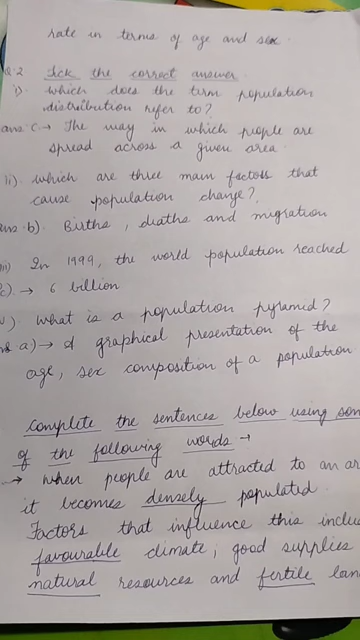 rate in terms of age and sex.
Q.2 Tick the correct answer.
i) which does the term population
distribution refer to?
ans c → The way in which people are
spread across a given area.
ii). which are three main factors that
cause population change?
ans. b) Births, deaths and migration
iii) In 1999, the world population reached
c). → 6 billion
v.) what is a population pyramid?
a) → A graphical presentation of the
age, sex composition of a population
Complete the sentences below using som
of the following words →
→ when people are attracted to an ar
it becomes densely populated.
Factors that influence this inclu
favourable climate, good supplies
natural resources and fertile lan